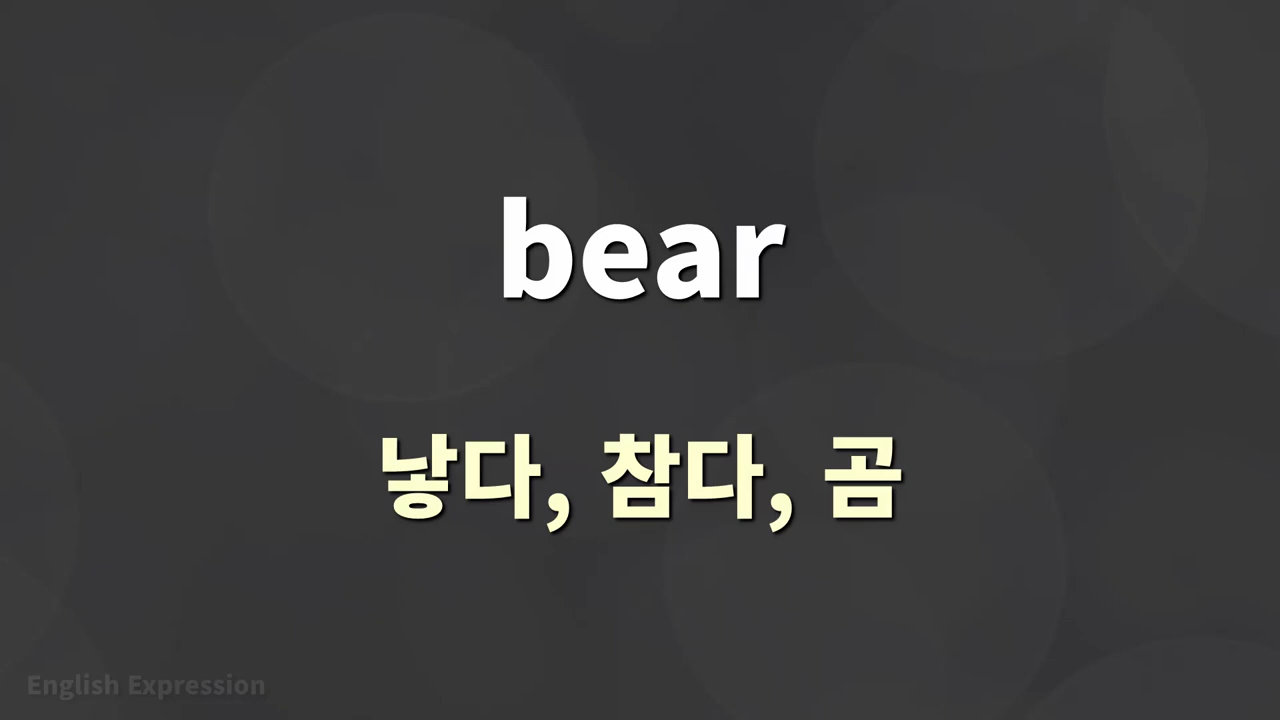 bear
낳다, 참다, 곰
English Expression